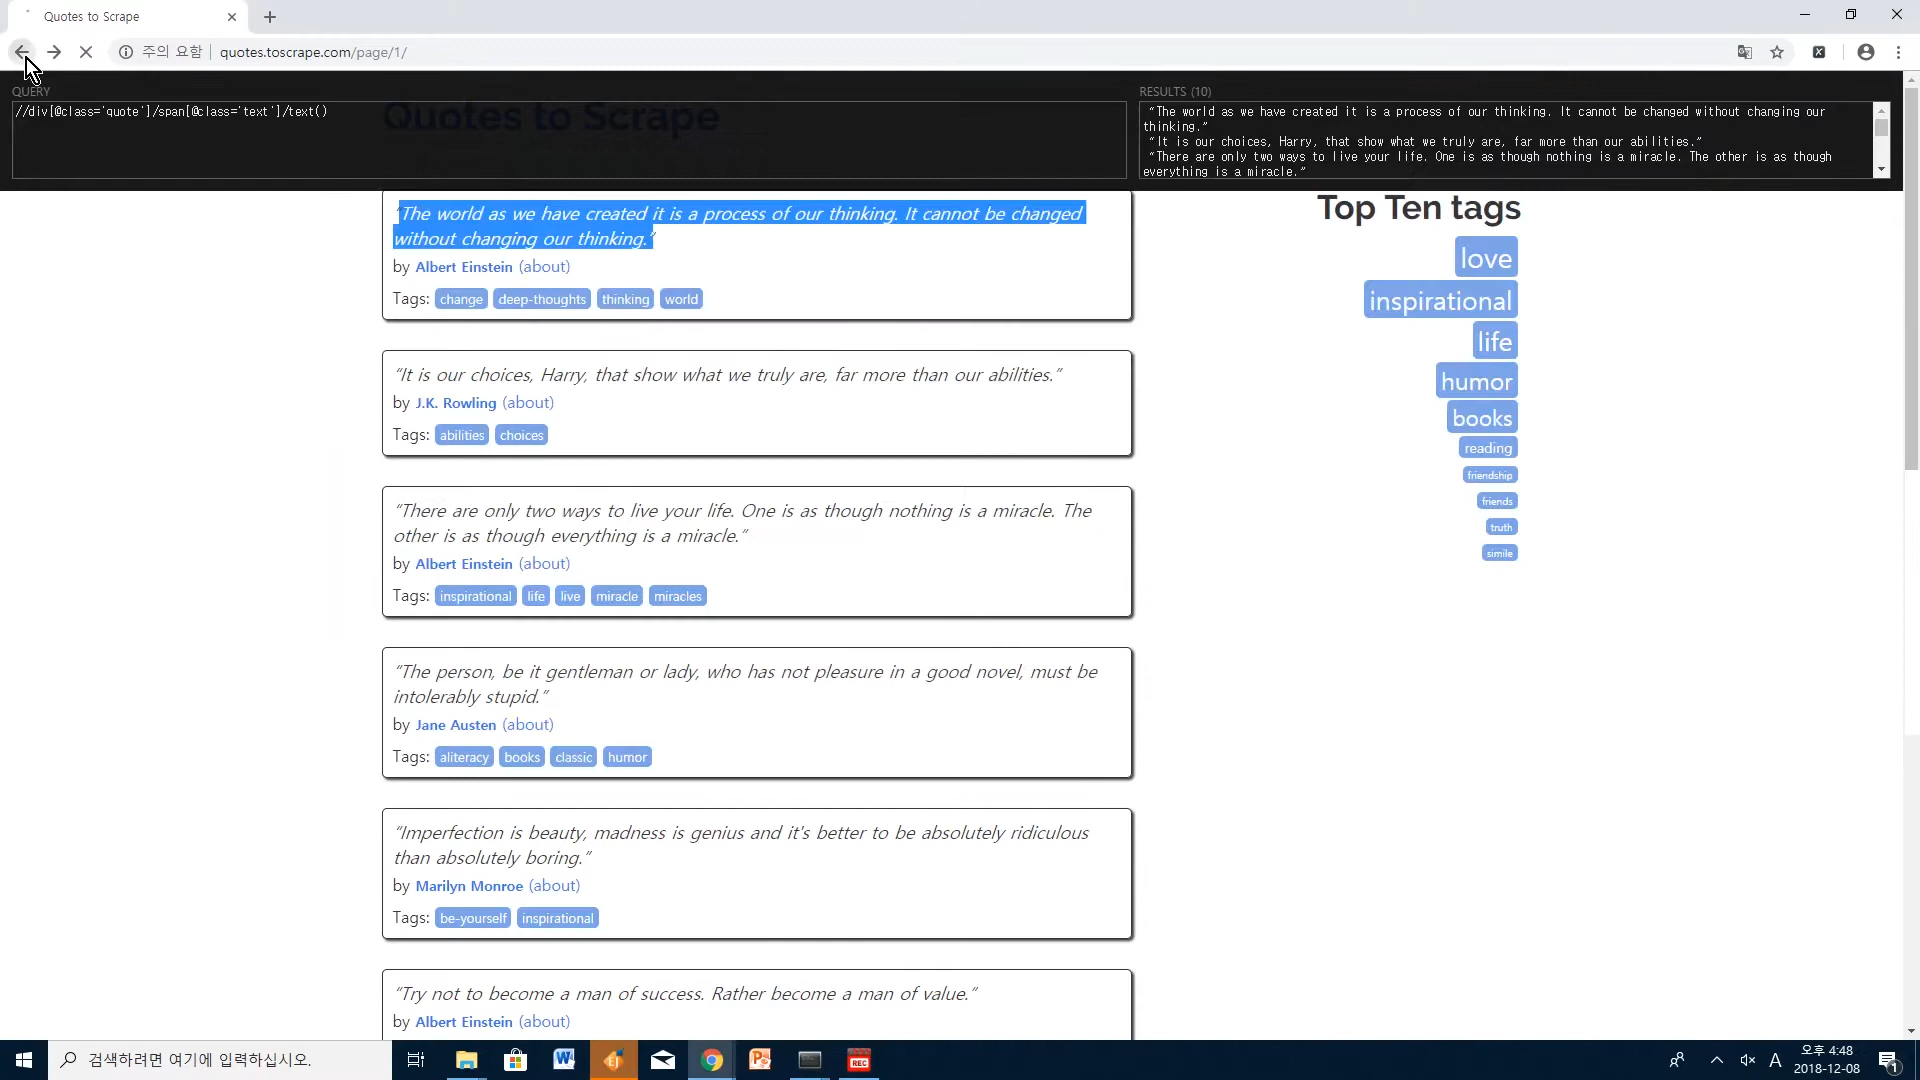 Quotes to Scrape
주의 요함
quotes.toscrape.com/page/1/
QUERY
//div[@class='quote']/span[@class='text']/text()
RESULTS (10)
“The world as we have created it is a process of our thinking. It cannot be changed without changing our
thinking.”
“It is our choices, Harry, that show what we truly are, far more than our abilities.”
“There are only two ways to live your life. One is as though nothing is a miracle. The other is as though
everything is a miracle.”
Quotes to Scrape
“The world as we have created it is a process of our thinking. It cannot be changed
without changing our thinking.”
by Albert Einstein (about)
Tags: change deep-thoughts thinking world
“It is our choices, Harry, that show what we truly are, far more than our abilities.”
by J.K. Rowling (about)
Tags: abilities choices
“There are only two ways to live your life. One is as though nothing is a miracle. The
other is as though everything is a miracle.”
by Albert Einstein (about)
Tags: inspirational life live miracle miracles
“The person, be it gentleman or lady, who has not pleasure in a good novel, must be
intolerably stupid.”
by Jane Austen (about)
Tags: aliteracy books classic humor
“Imperfection is beauty, madness is genius and it's better to be absolutely ridiculous
than absolutely boring.”
by Marilyn Monroe (about)
Tags: be-yourself inspirational
“Try not to become a man of success. Rather become a man of value.”
by Albert Einstein (about)
Top Ten tags
love
inspirational
life
humor
books
reading
friendship
friends
truth
simile
검색하려면 여기에 입력하십시오.
REC
A
오후 4:48
2018-12-08
1